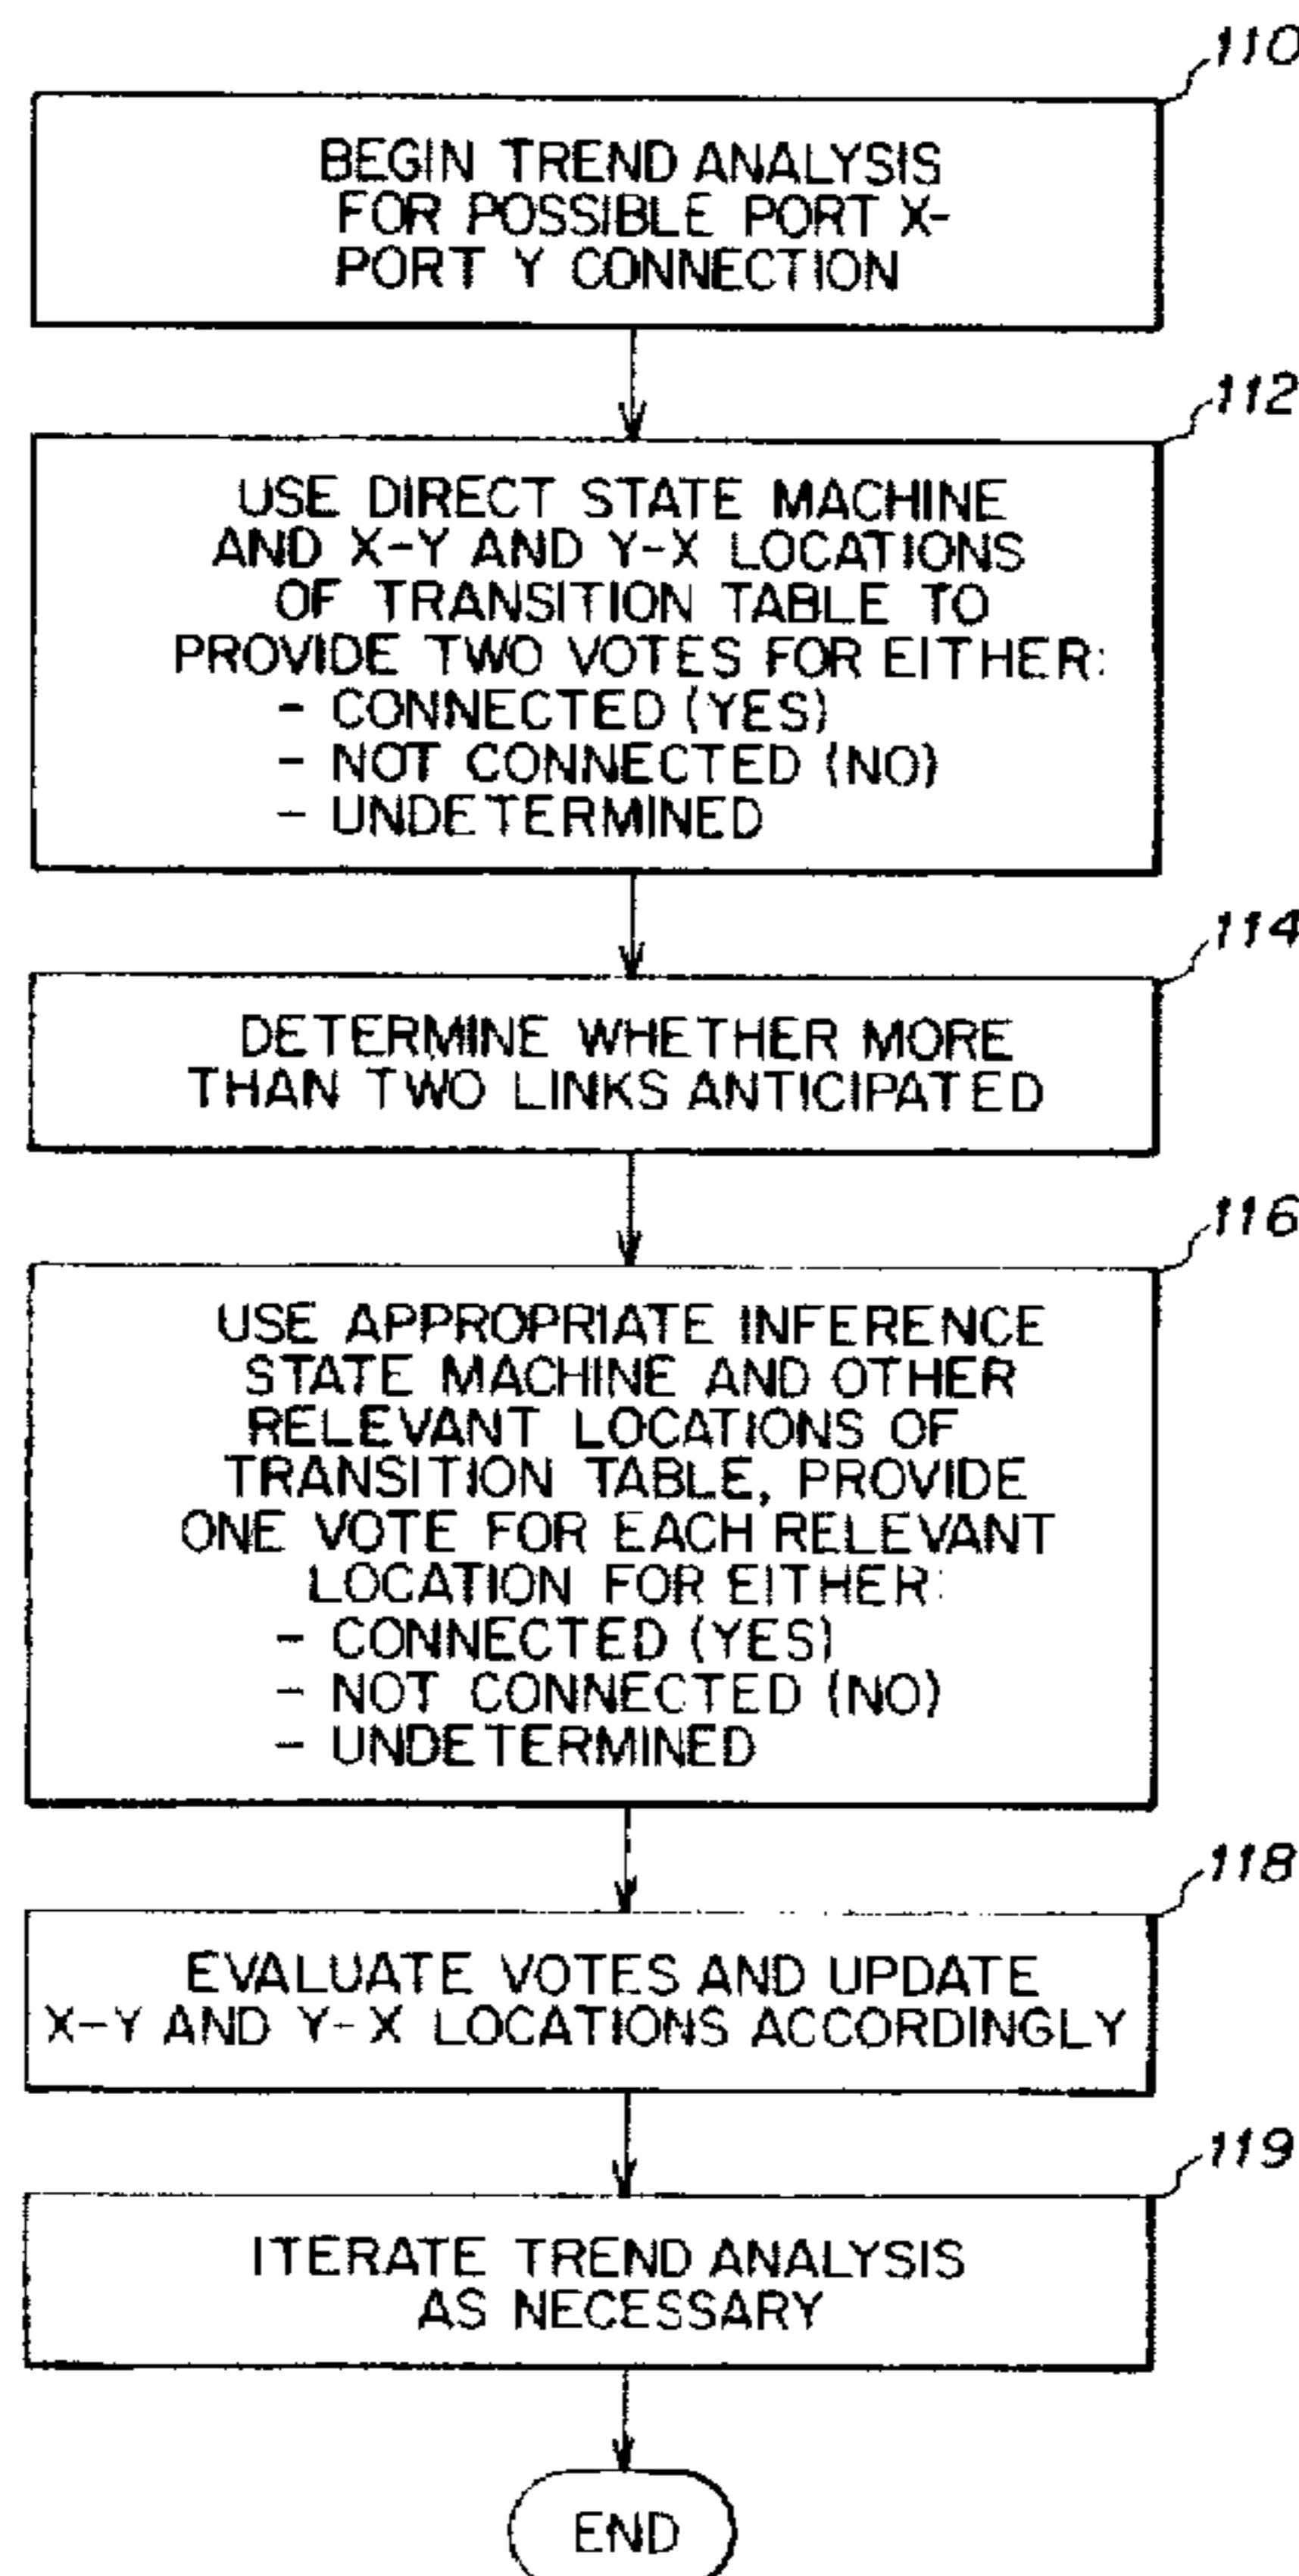 110
BEGIN TREND ANALYSIS
FOR POSSIBLE PORT X-
PORT Y CONNECTION
112
USE DIRECT STATE MACHINE
AND X-Y AND Y-X LOCATIONS
OF TRANSITION TABLE TO
PROVIDE TWO VOTES FOR EITHER:
- CONNECTED (YES)
- NOT CONNECTED (NO)
- UNDETERMINED
114
DETERMINE WHETHER MORE
THAN TWO LINKS ANTICIPATED
116
USE APPROPRIATE INFERENCE
STATE MACHINE AND OTHER
RELEVANT LOCATIONS OF
TRANSITION TABLE, PROVIDE
ONE VOTE FOR EACH RELEVANT
LOCATION FOR EITHER:
- CONNECTED (YES)
- NOT CONNECTED (NO)
- UNDETERMINED
118
EVALUATE VOTES AND UPDATE
X-Y AND Y-X LOCATIONS ACCORDINGLY
119
ITERATE TREND ANALYSIS
AS NECESSARY
END